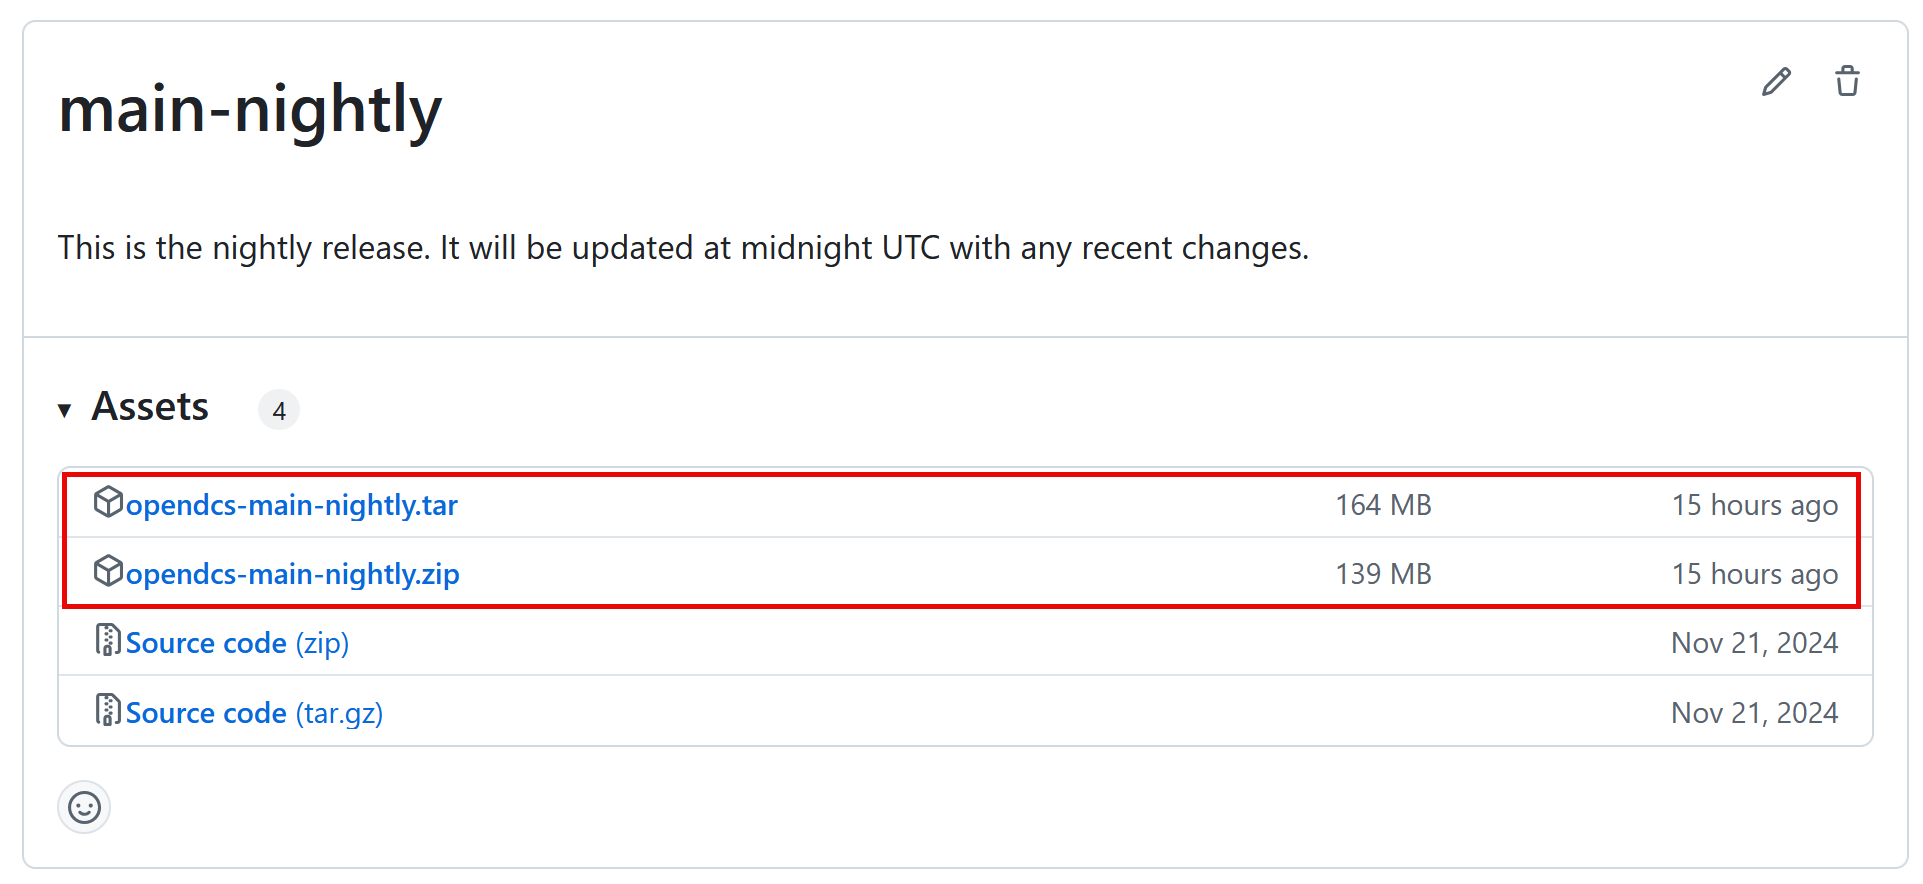 main-nightly
This is the nightly release. It will be updated at midnight UTC with any recent changes.
Assets 4
opendcs-main-nightly.tar 164 MB 15 hours ago
opendcs-main-nightly.zip 139 MB 15 hours ago
Source code (zip) Nov 21, 2024
Source code (tar.gz) Nov 21, 2024